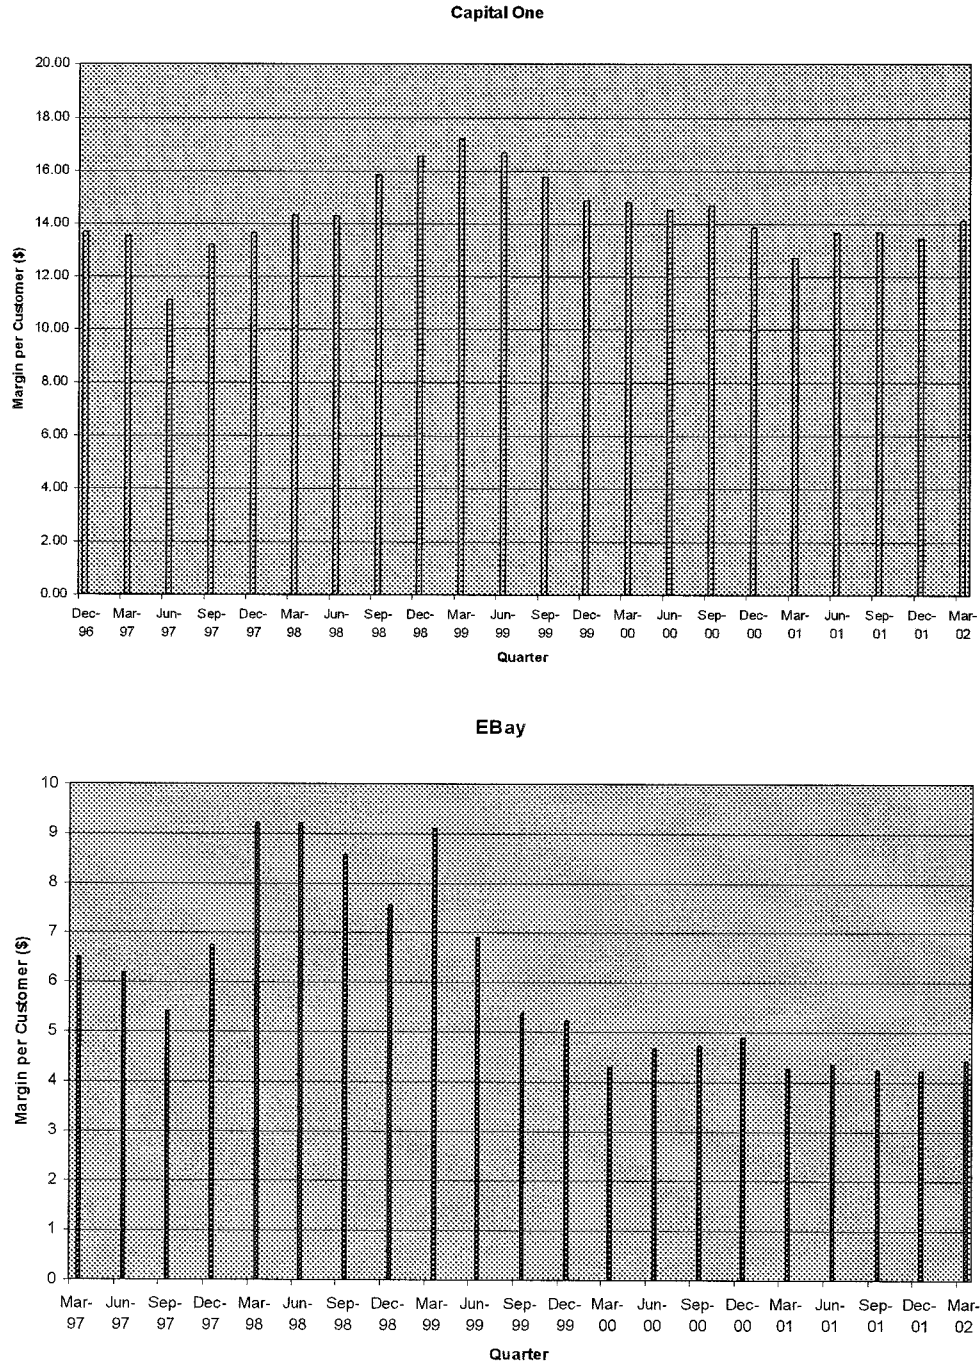 Capital One
20.00
18.00
16.00
14.00
12.00
10.00
8.00
6.00
4.00
2.00
0.00
Margin per Customer ($)
Dec- Mar- Jun- Sep- Dec- Mar- Jun- Sep- Dec- Mar- Jun- Sep- Dec- Mar- Jun- Sep- Dec- Mar- Jun- Sep- Dec- Mar-
96 97 97 97 97 98 98 98 98 99 99 99 99 00 00 00 00 01 01 01 01 02
Quarter
EBay
10
9
8
7
6
5
4
3
2
1
0
Margin per Customer ($)
Mar- Jun- Sep- Dec- Mar- Jun- Sep- Dec- Mar- Jun- Sep- Dec- Mar- Jun- Sep- Dec- Mar- Jun- Sep- Dec- Mar-
97 97 97 97 98 98 98 98 99 99 99 99 00 00 00 00 01 01 01 01 02
Quarter